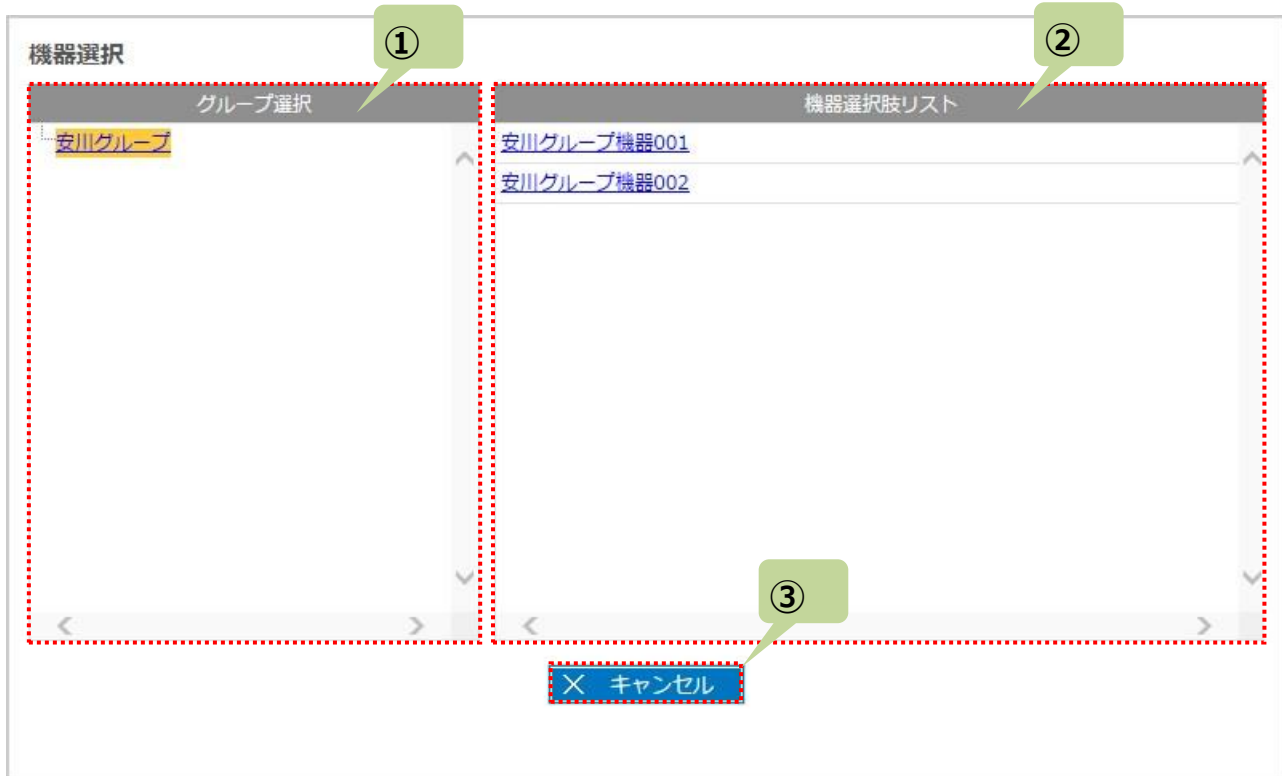 機器選択
①
②
グループ選択
機器選択肢リスト
安川グループ
安川グループ機器001
安川グループ機器002
③
× キャンセル